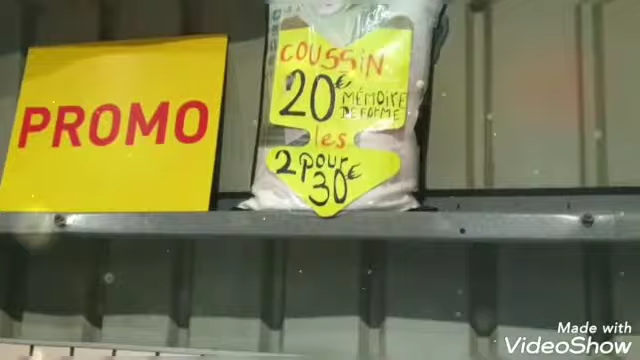 PROMO
COUSSIN
20€
MÉMOIRE
DE FORME
les
2 pour
30€
Made with
VideoShow